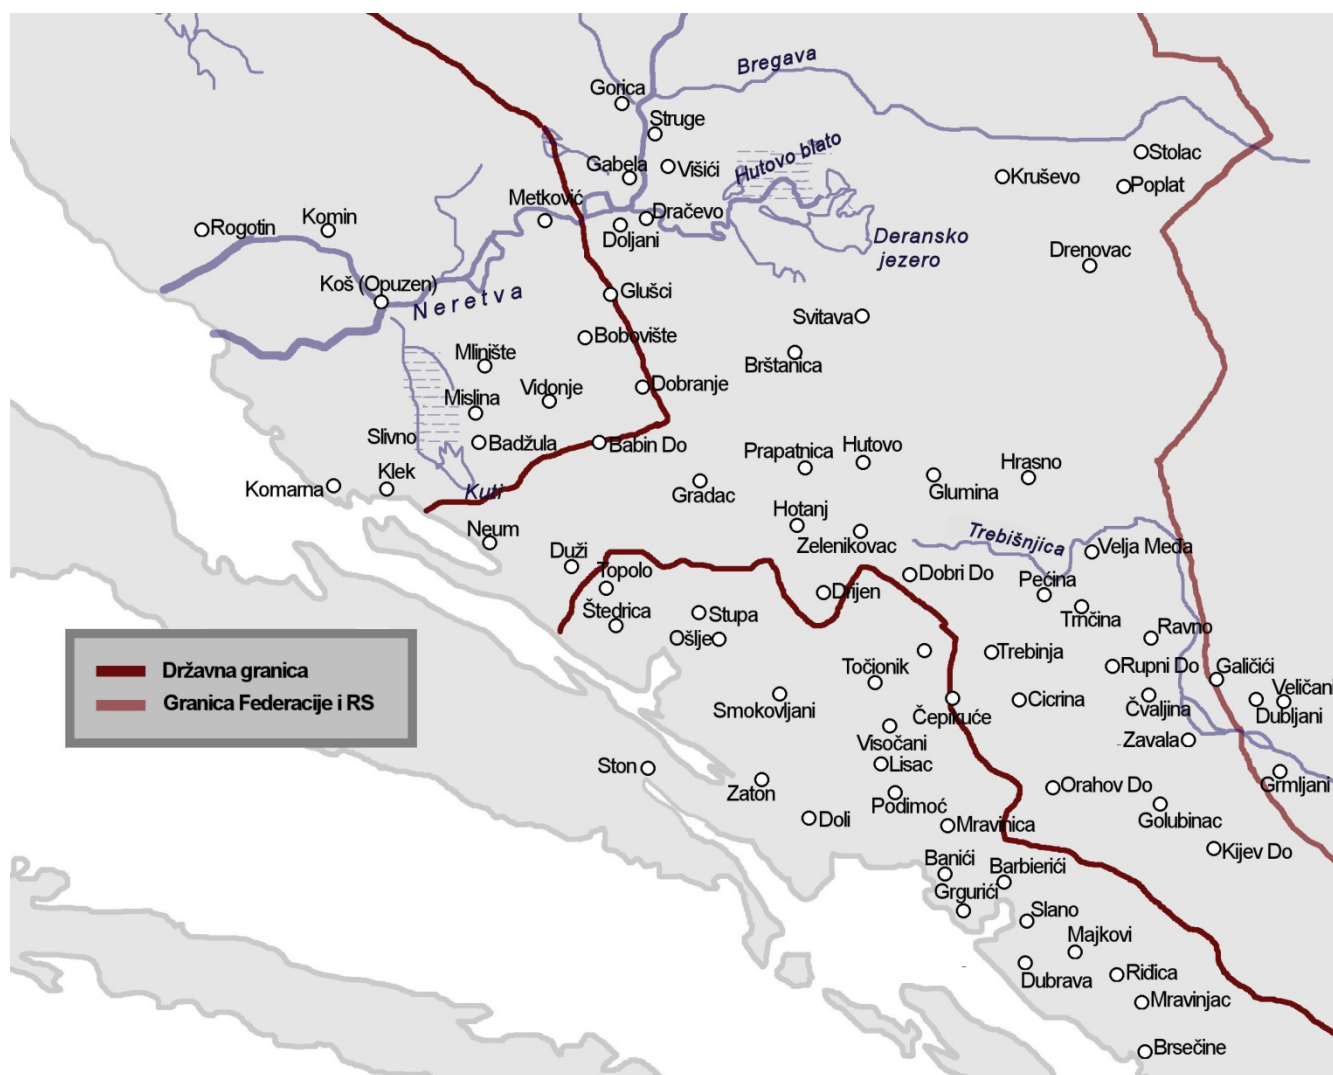 Bregava
Gorica
Struge
Hutovo blato
Stolac
Gabela
Višići
Kruševo
Poplat
Metković
Dračevo
Rogotin
Komin
Doljani
Deransko
jezero
Drenovac
Koš (Opuzen)
Neretva
Glušci
Svitava
Bobovište
Brštanica
Mlinište
Vidonje
Dobranje
Mislina
Slivno
Badžula
Babin Do
Prapatnica
Hutovo
Hrasno
Klek
Komarna
Kuti
Gradac
Glumina
Hotanj
Neum
Zelenikovac
Trebišnjica
Velja Međa
Duži
Topolo
Dobri Do
Pećina
Drijen
Štedrica
Stupa
Trnčina
Ošlje
Ravno
Državna granica
Točionik
Trebinja
Rupni Do
Galičići
Veličani
Granica Federacije i RS
Smokovljani
Čepikuće
Cicrina
Čvaljina
Dubljani
Visočani
Zavala
Ston
Lisac
Grmljani
Zaton
Podimoć
Orahov Do
Golubinac
Doli
Mravinica
Kijev Do
Banići
Barbierići
Grgurići
Slano
Majkovi
Dubrava
Riđica
Mravinjac
Brsečine